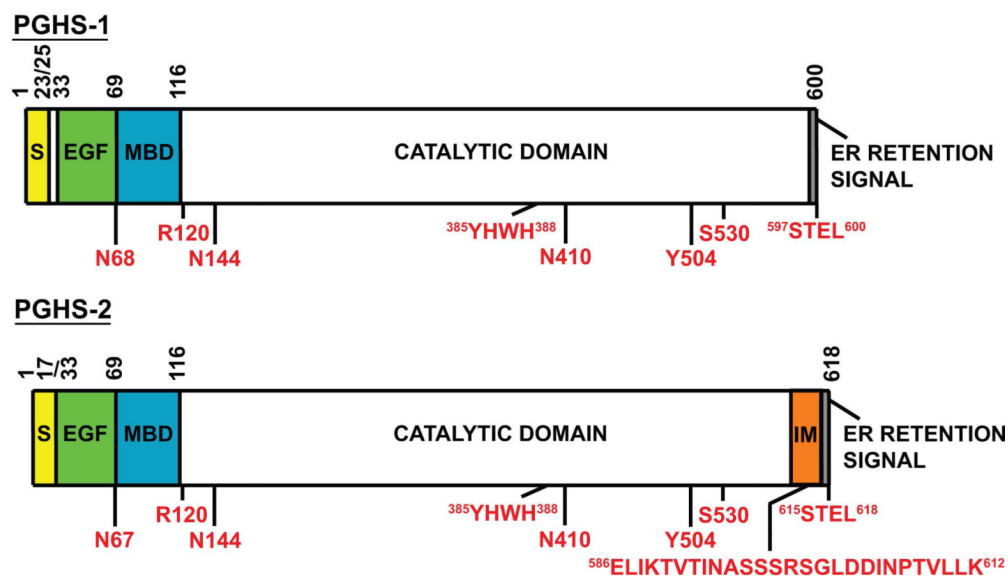 PGHS-1
1 23/25 33 69 116 600
S EGF MBD CATALYTIC DOMAIN ER RETENTION
SIGNAL
R120 ³⁸⁵YHWH³⁸⁸ S530 ⁵⁹⁷STEL⁶⁰⁰
N68 N144 N410 Y504
PGHS-2
1 17/33 69 116 618
S EGF MBD CATALYTIC DOMAIN IM ER RETENTION
SIGNAL
R120 ³⁸⁵YHWH³⁸⁸ S530 ⁶¹⁵STEL⁶¹⁸
N67 N144 N410 Y504
⁵⁸⁶ELIKTVTINASSSRSGLDDINPTVLLK⁶¹²